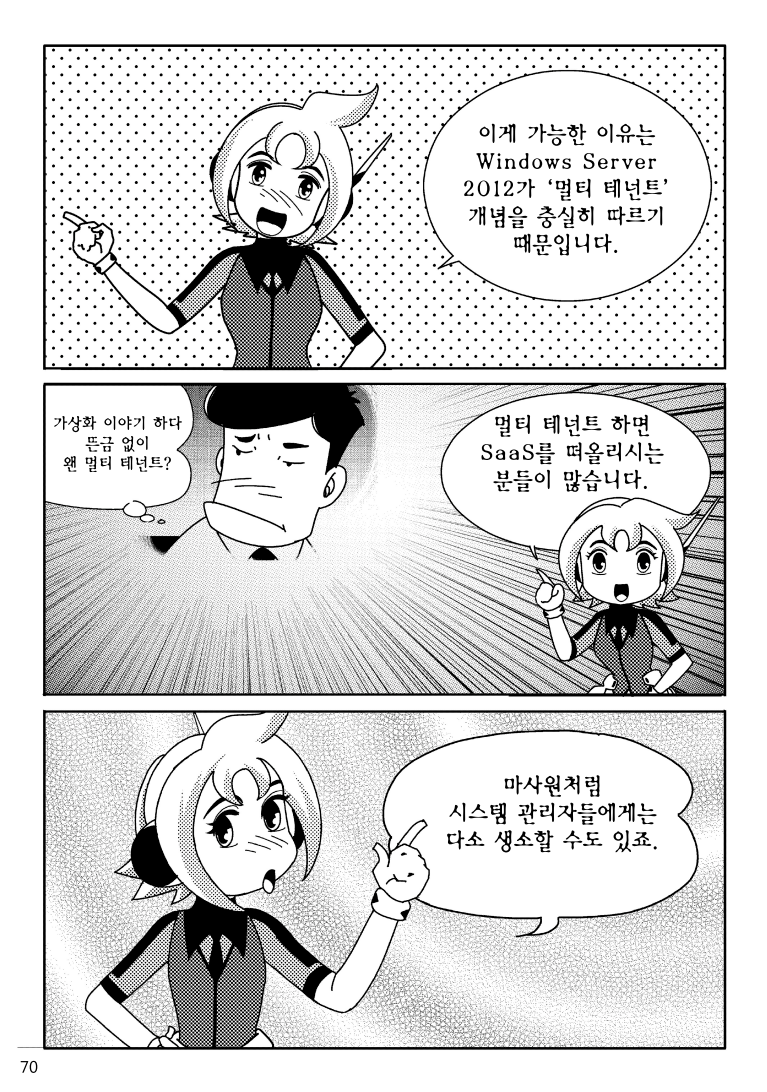 이게 가능한 이유는
Windows Server
2012가 ‘멀티 테넌트’
개념을 충실히 따르기
때문입니다.
가상화 이야기 하다
뜬금 없이
왠 멀티 테넌트?
멀티 테넌트 하면
SaaS를 떠올리시는
분들이 많습니다.
마사원처럼
시스템 관리자들에게는
다소 생소할 수도 있죠.
70